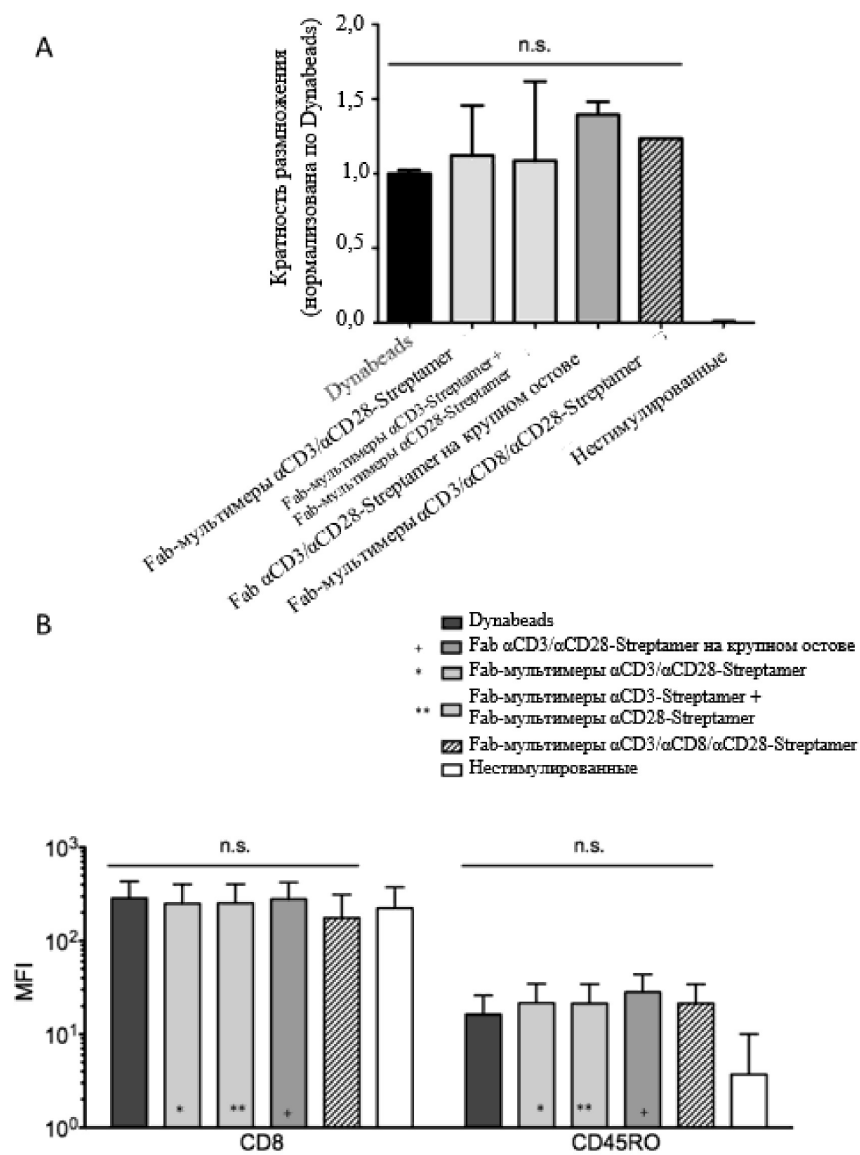 A
Кратность размножения
(нормализована по Dynabeads)
2,0
1,5
1,0
0,5
0,0
n.s.
Dynabeads
Fab-мультимеры αCD3/αCD28-Streptamer
Fab-мультимеры αCD3-Streptamer +
Fab-мультимеры αCD28-Streptamer
Fab αCD3/αCD28-Streptamer на крупном остове
Fab-мультимеры αCD3/αCD8/αCD28-Streptamer
Нестимулированные
B
Dynabeads
+ Fab αCD3/αCD28-Streptamer на крупном остове
* Fab-мультимеры αCD3/αCD28-Streptamer
** Fab-мультимеры αCD3-Streptamer +
Fab-мультимеры αCD28-Streptamer
Fab-мультимеры αCD3/αCD8/αCD28-Streptamer
Нестимулированные
MFI
10³
10²
10¹
10⁰
n.s.
n.s.
* ** +
* ** +
CD8
CD45RO